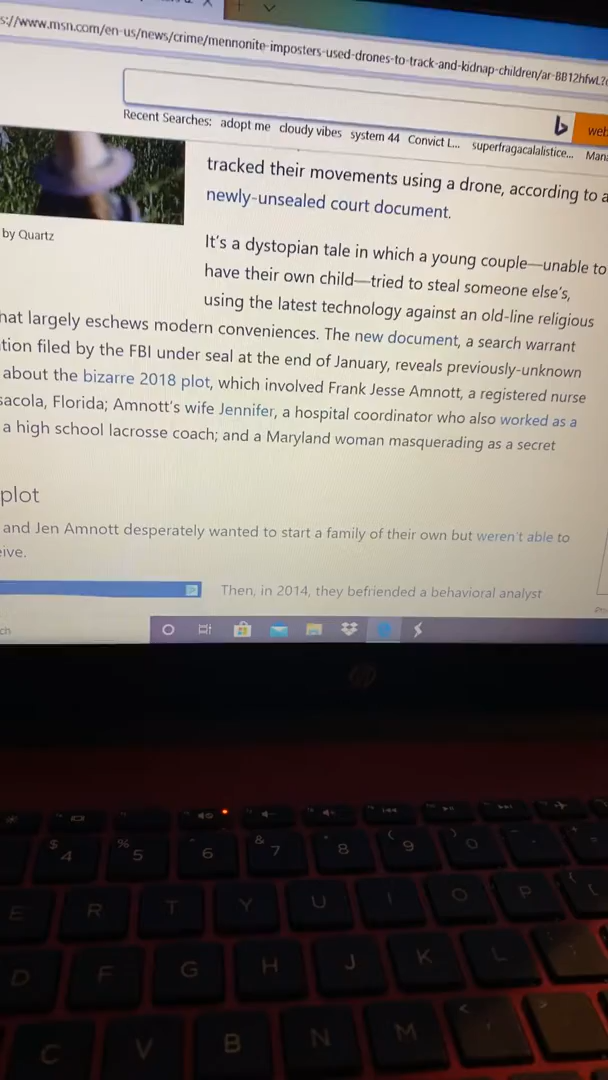 s://www.msn.com/en-us/news/crime/mennonite-imposters-used-drones-to-track-and-kidnap-children/ar-BB12hfwL?
web
Recent Searches: adopt me cloudy vibes system 44 Convict L... superfragacalalistice... Man
tracked their movements using a drone, according to a
newly-unsealed court document.
by Quartz
It's a dystopian tale in which a young couple—unable to
have their own child—tried to steal someone else's,
using the latest technology against an old-line religious
hat largely eschews modern conveniences. The new document, a search warrant
tion filed by the FBI under seal at the end of January, reveals previously-unknown
about the bizarre 2018 plot, which involved Frank Jesse Amnott, a registered nurse
sacola, Florida; Amnott's wife Jennifer, a hospital coordinator who also worked as a
a high school lacrosse coach; and a Maryland woman masquerading as a secret
plot
and Jen Amnott desperately wanted to start a family of their own but weren't able to
eive.
Then, in 2014, they befriended a behavioral analyst
ch
hp
$ 4 % 5 6 & 7 8 ( 9 ) 0
E R T Y U I O P
D F G H J K L
C V B N M <